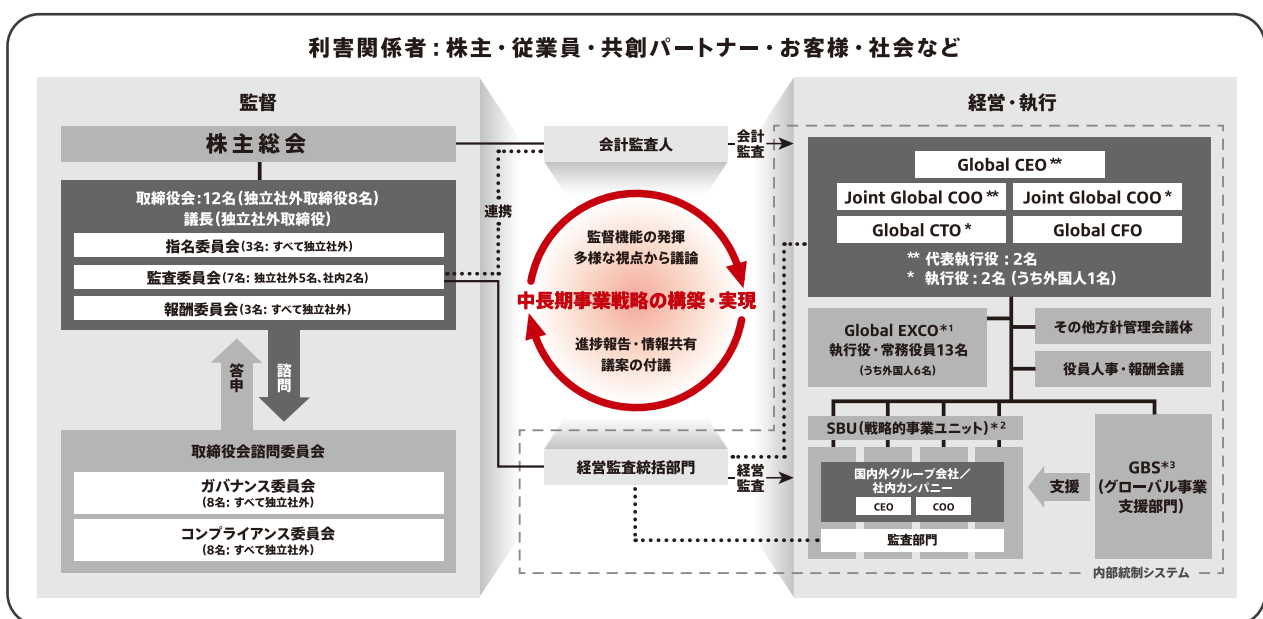 利害関係者：株主・従業員・共創パートナー・お客様・社会など
監督
株主総会
取締役会：12名（独立社外取締役8名）
議長（独立社外取締役）
指名委員会（3名: すべて独立社外）
監査委員会（7名: 独立社外5名、社内2名）
報酬委員会（3名: すべて独立社外）
答申
諮問
取締役会諮問委員会
ガバナンス委員会
（8名: すべて独立社外）
コンプライアンス委員会
（8名: すべて独立社外）
会計監査人
会計
監査
連携
監督機能の発揮
多様な視点から議論
中長期事業戦略の構築・実現
進捗報告・情報共有
議案の付議
経営監査統括部門
経営
監査
経営・執行
Global CEO**
Joint Global COO**
Joint Global COO*
Global CTO*
Global CFO
** 代表執行役：2名
* 執行役：2名（うち外国人1名）
Global EXCO*1
執行役・常務役員13名
（うち外国人6名）
その他方針管理会議体
役員人事・報酬会議
SBU（戦略的事業ユニット）*2
国内外グループ会社／
社内カンパニー
CEO
COO
監査部門
支援
GBS*3
（グローバル事業
支援部門）
内部統制システム